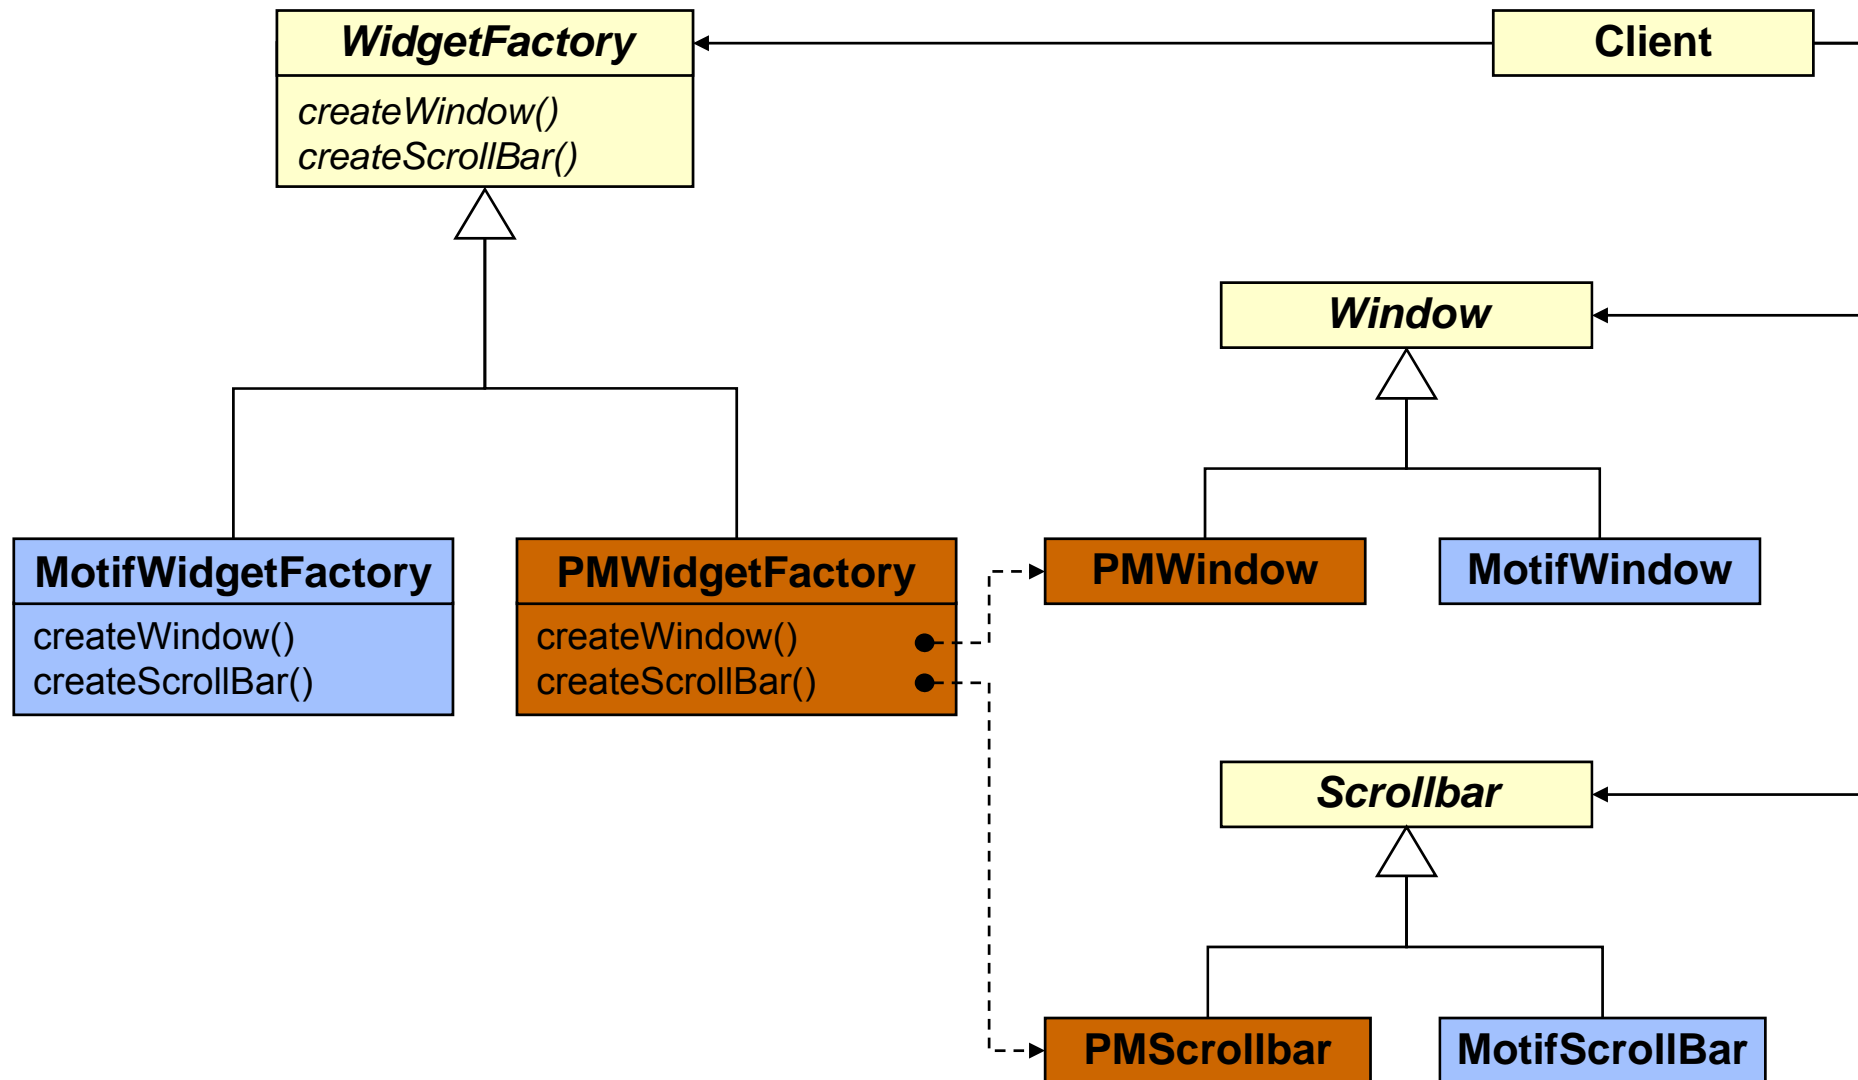 WidgetFactory
createWindow()
createScrollBar()
Client
Window
MotifWidgetFactory
createWindow()
createScrollBar()
PMWidgetFactory
createWindow()
createScrollBar()
PMWindow
MotifWindow
Scrollbar
PMScrollbar
MotifScrollBar